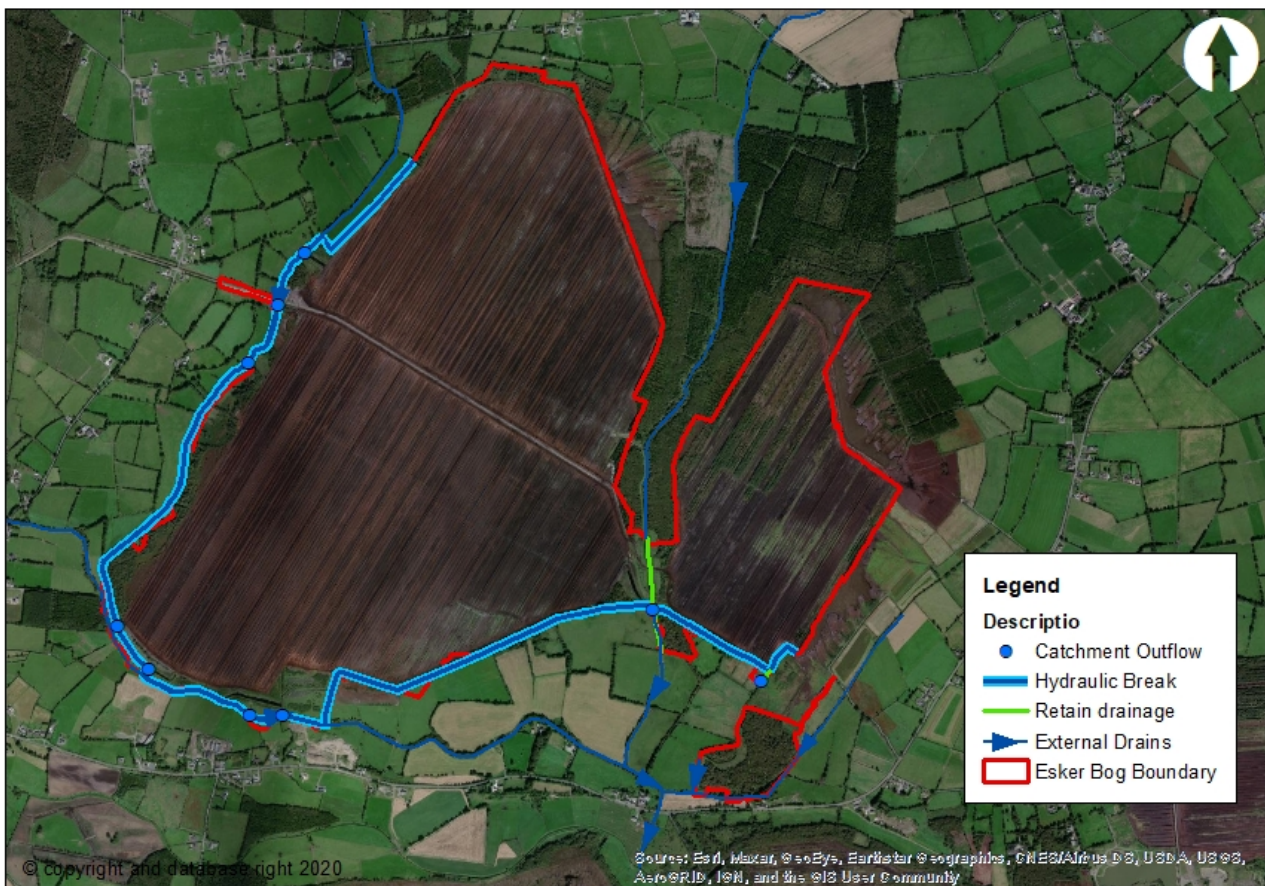 Legend
Descriptio
Catchment Outflow
Hydraulic Break
Retain drainage
External Drains
Esker Bog Boundary
© copyright and database right 2020
Source: Esri, Maxar, GeoEye, Earthstar Geographics, CNES/Airbus DS, USDA, USGS,
AeroGRID, IGN, and the GIS User Community